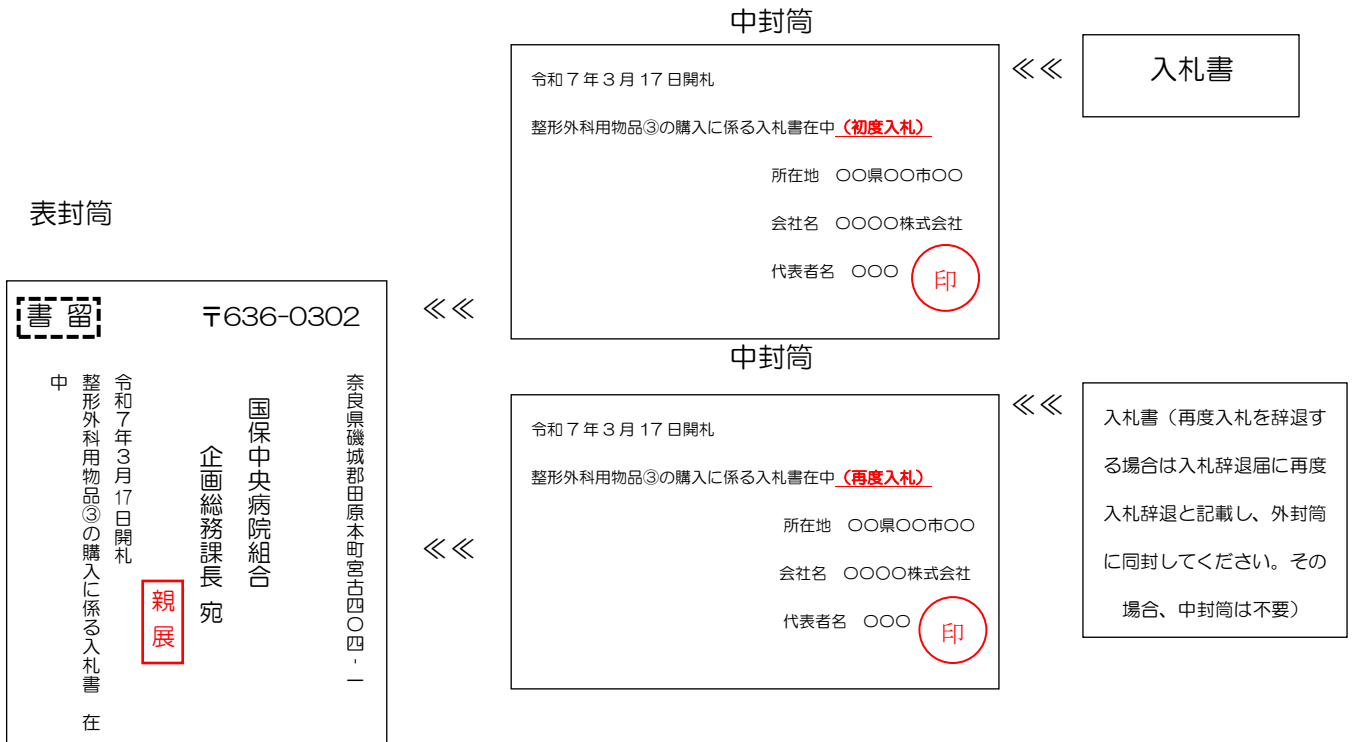 中封筒
令和7年3月17日開札
整形外科用物品③の購入に係る入札書在中（初度入札）
所在地　〇〇県〇〇市〇〇
会社名　〇〇〇〇株式会社
代表者名　〇〇〇
印
≪≪
入札書
表封筒
書留
〒636-0302
奈良県磯城郡田原本町宮古四〇四-一
国保中央病院組合
企画総務課長 宛
親展
令和7年3月17日開札
整形外科用物品③の購入に係る入札書　在
中
≪≪
≪≪
中封筒
令和7年3月17日開札
整形外科用物品③の購入に係る入札書在中（再度入札）
所在地　〇〇県〇〇市〇〇
会社名　〇〇〇〇株式会社
代表者名　〇〇〇
印
≪≪
入札書（再度入札を辞退す
る場合は入札辞退届に再度
入札辞退と記載し、外封筒
に同封してください。その
場合、中封筒は不要）